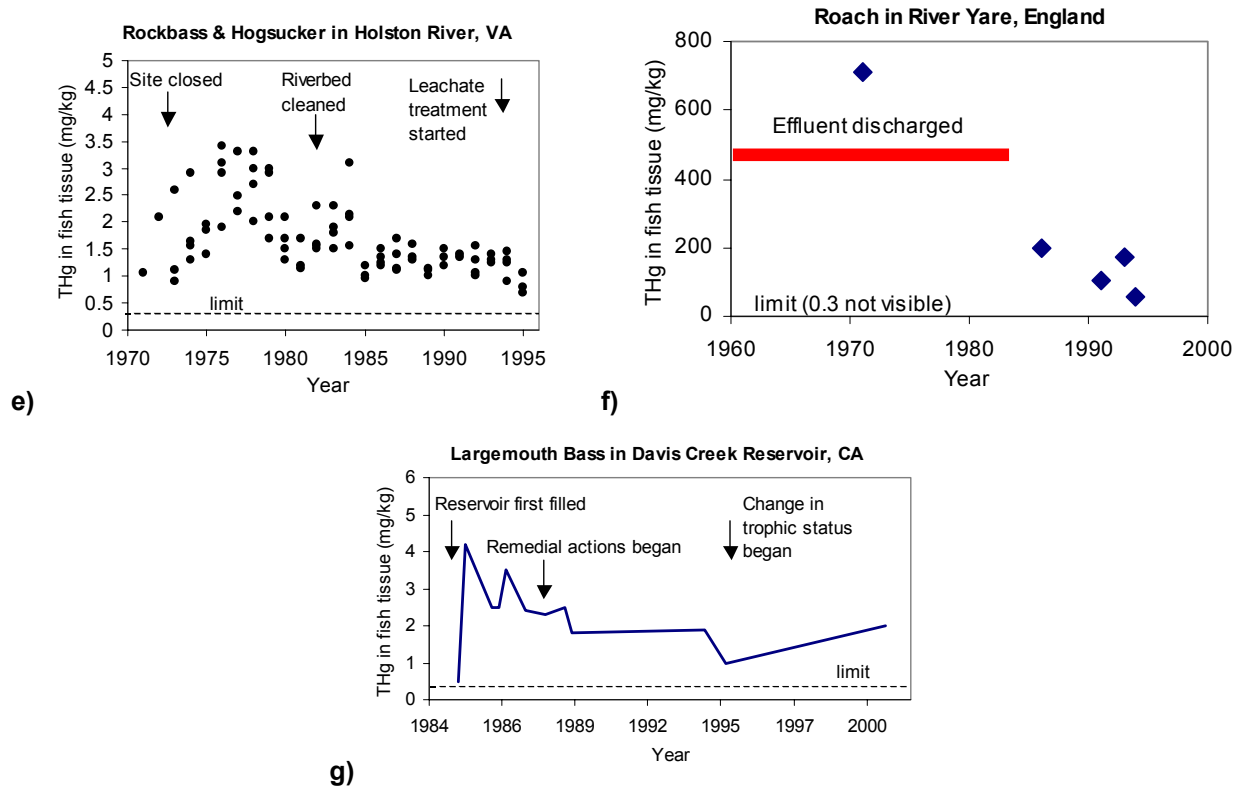 Rockbass & Hogsucker in Holston River, VA
THg in fish tissue (mg/kg)
5
4.5
4
3.5
3
2.5
2
1.5
1
0.5
0
Site closed
Riverbed
cleaned
Leachate
treatment
started
limit
1970 1975 1980 1985 1990 1995
Year
e)
Roach in River Yare, England
THg in fish tissue (mg/kg)
800
600
400
200
0
Effluent discharged
limit (0.3 not visible)
1960 1970 1980 1990 2000
Year
f)
Largemouth Bass in Davis Creek Reservoir, CA
THg in fish tissue (mg/kg)
6
5
4
3
2
1
0
Reservoir first filled
Remedial actions began
Change in
trophic status
began
limit
1984 1986 1989 1992 1995 1997 2000
Year
g)